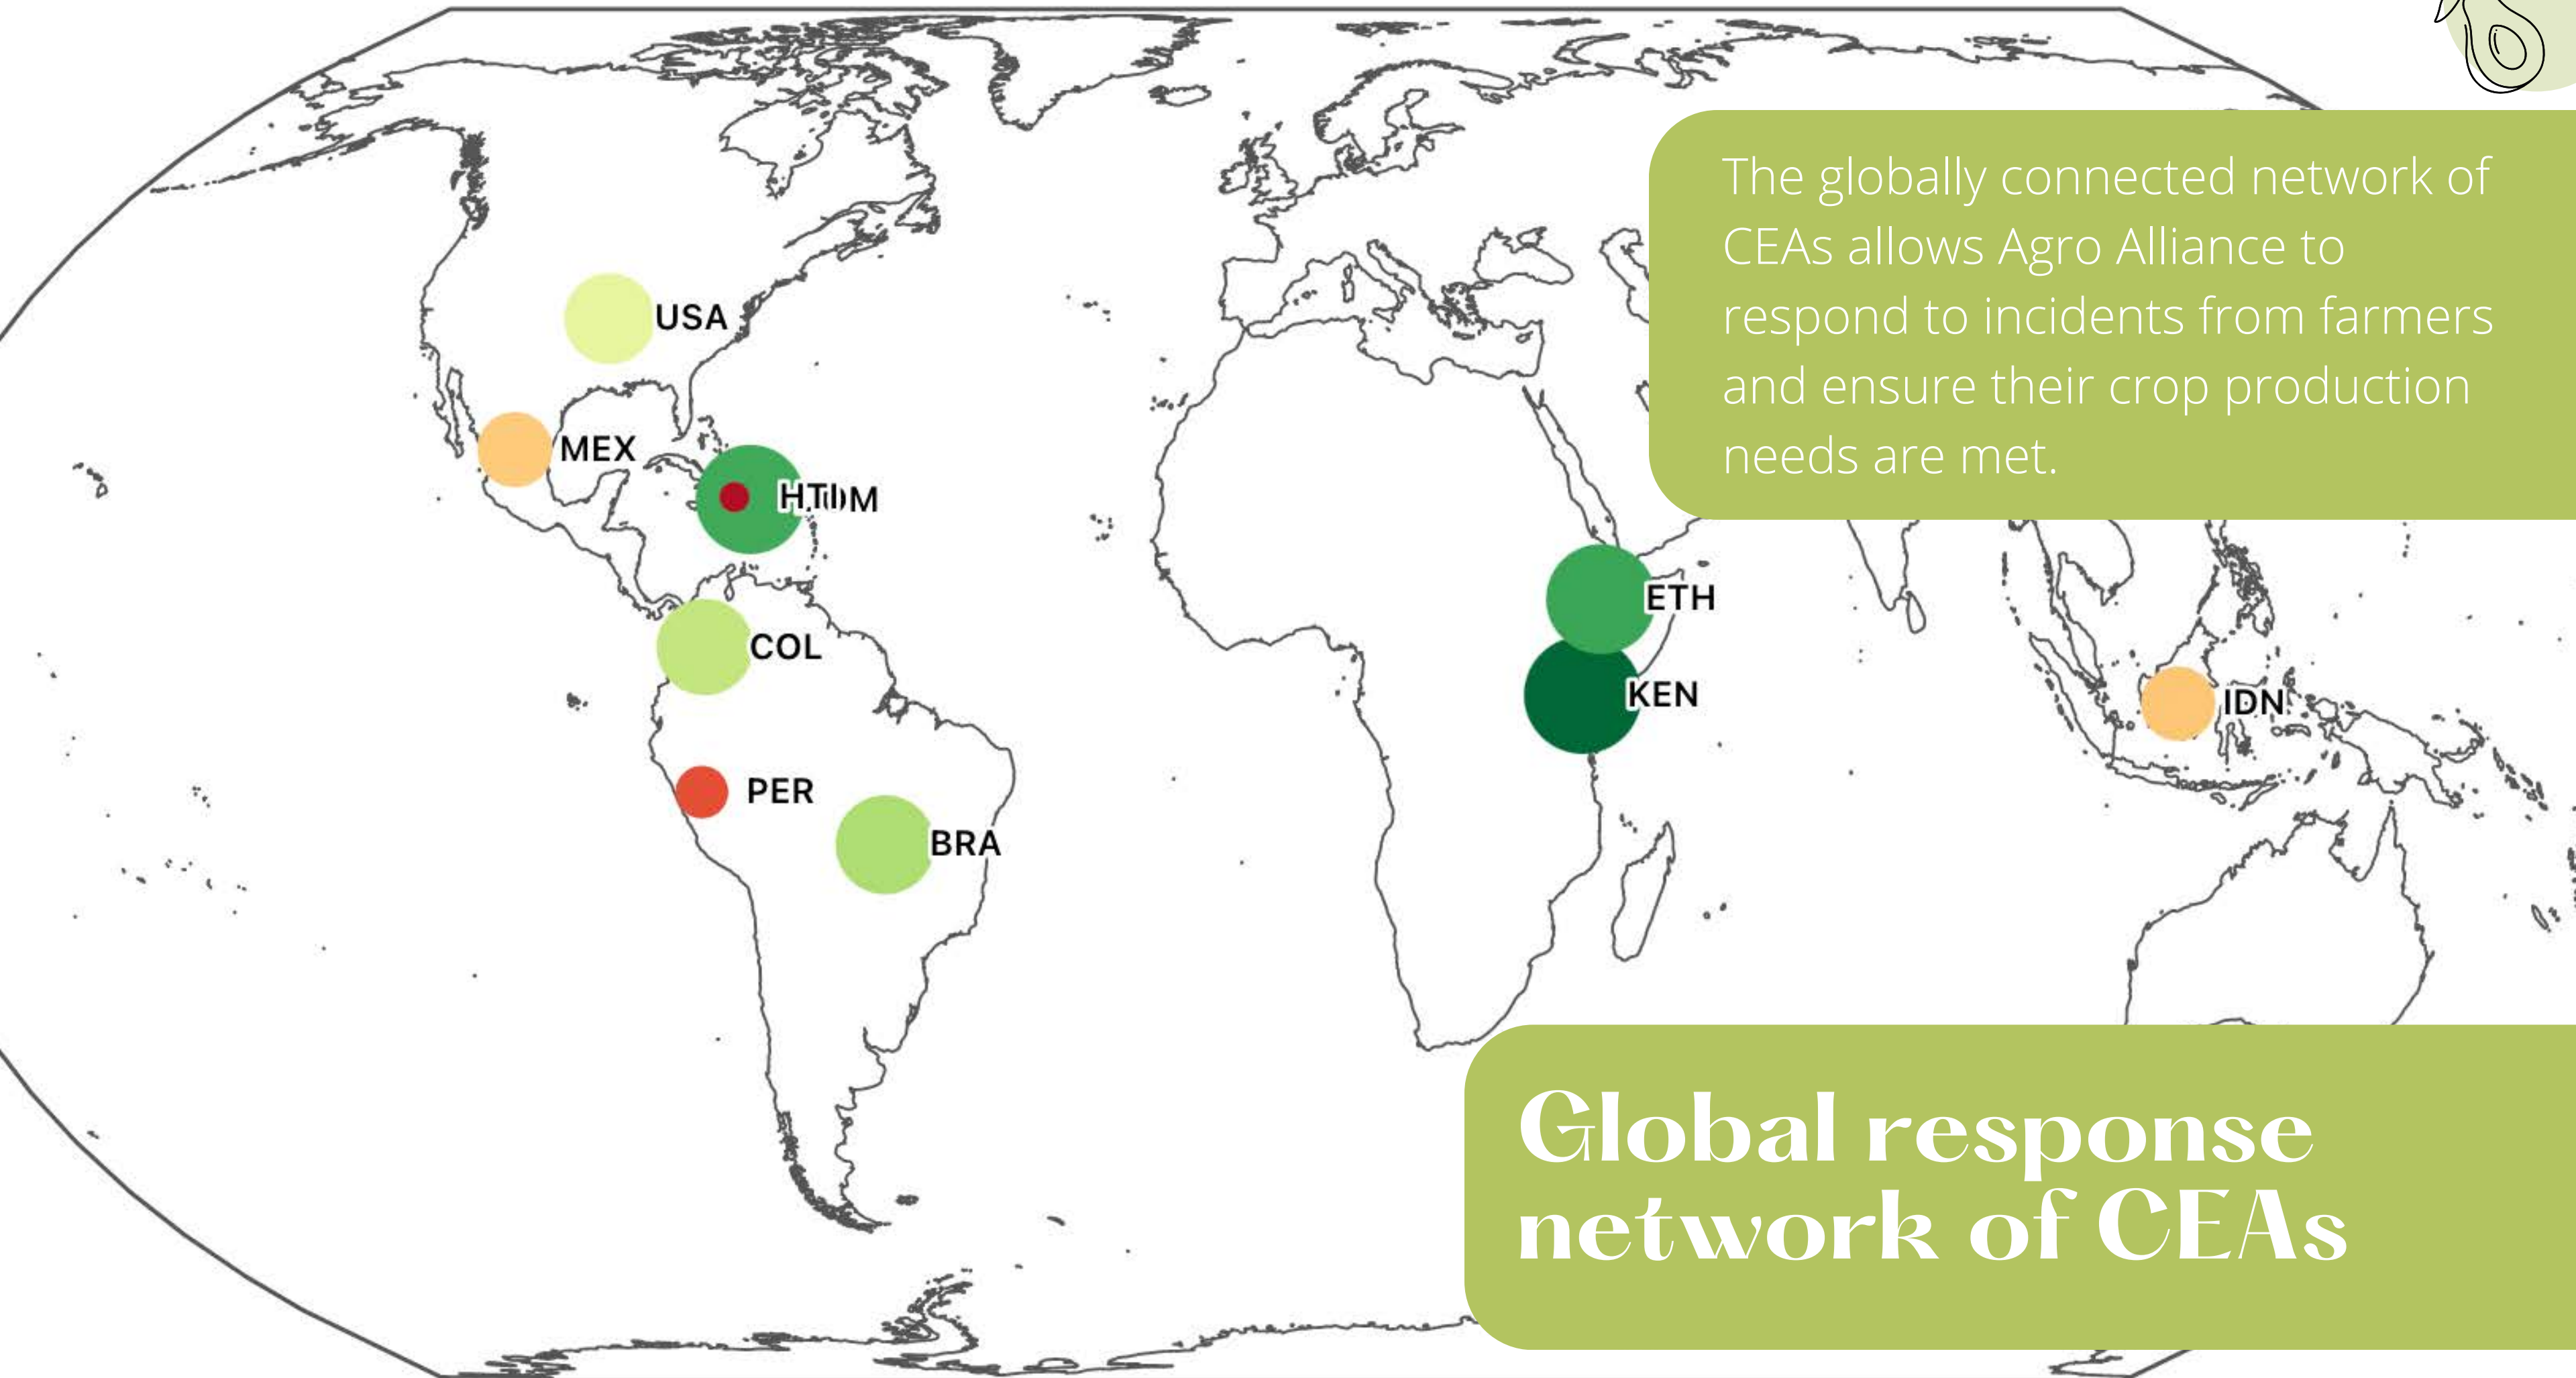 The globally connected network of
CEAs allows Agro Alliance to
respond to incidents from farmers
and ensure their crop production
needs are met.
USA
MEX
HTI
ETH
COL
KEN
IDN
PER
BRA
Global response
network of CEAs